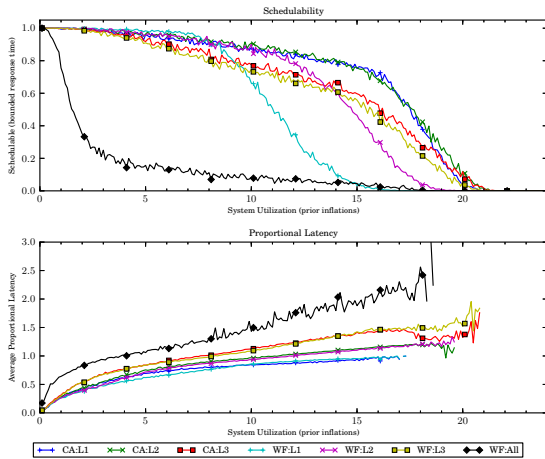 Schedulability
Schedulable (bounded response time)
1.0
0.8
0.6
0.4
0.2
0.0
0 5 10 15 20
System Utilization (prior inflations)
Proportional Latency
Average Proportional Latency
3.0
2.5
2.0
1.5
1.0
0.5
0.0
0 5 10 15 20
System Utilization (prior inflations)
CA:L1 CA:L2 CA:L3 WF:L1 WF:L2 WF:L3 WF:All